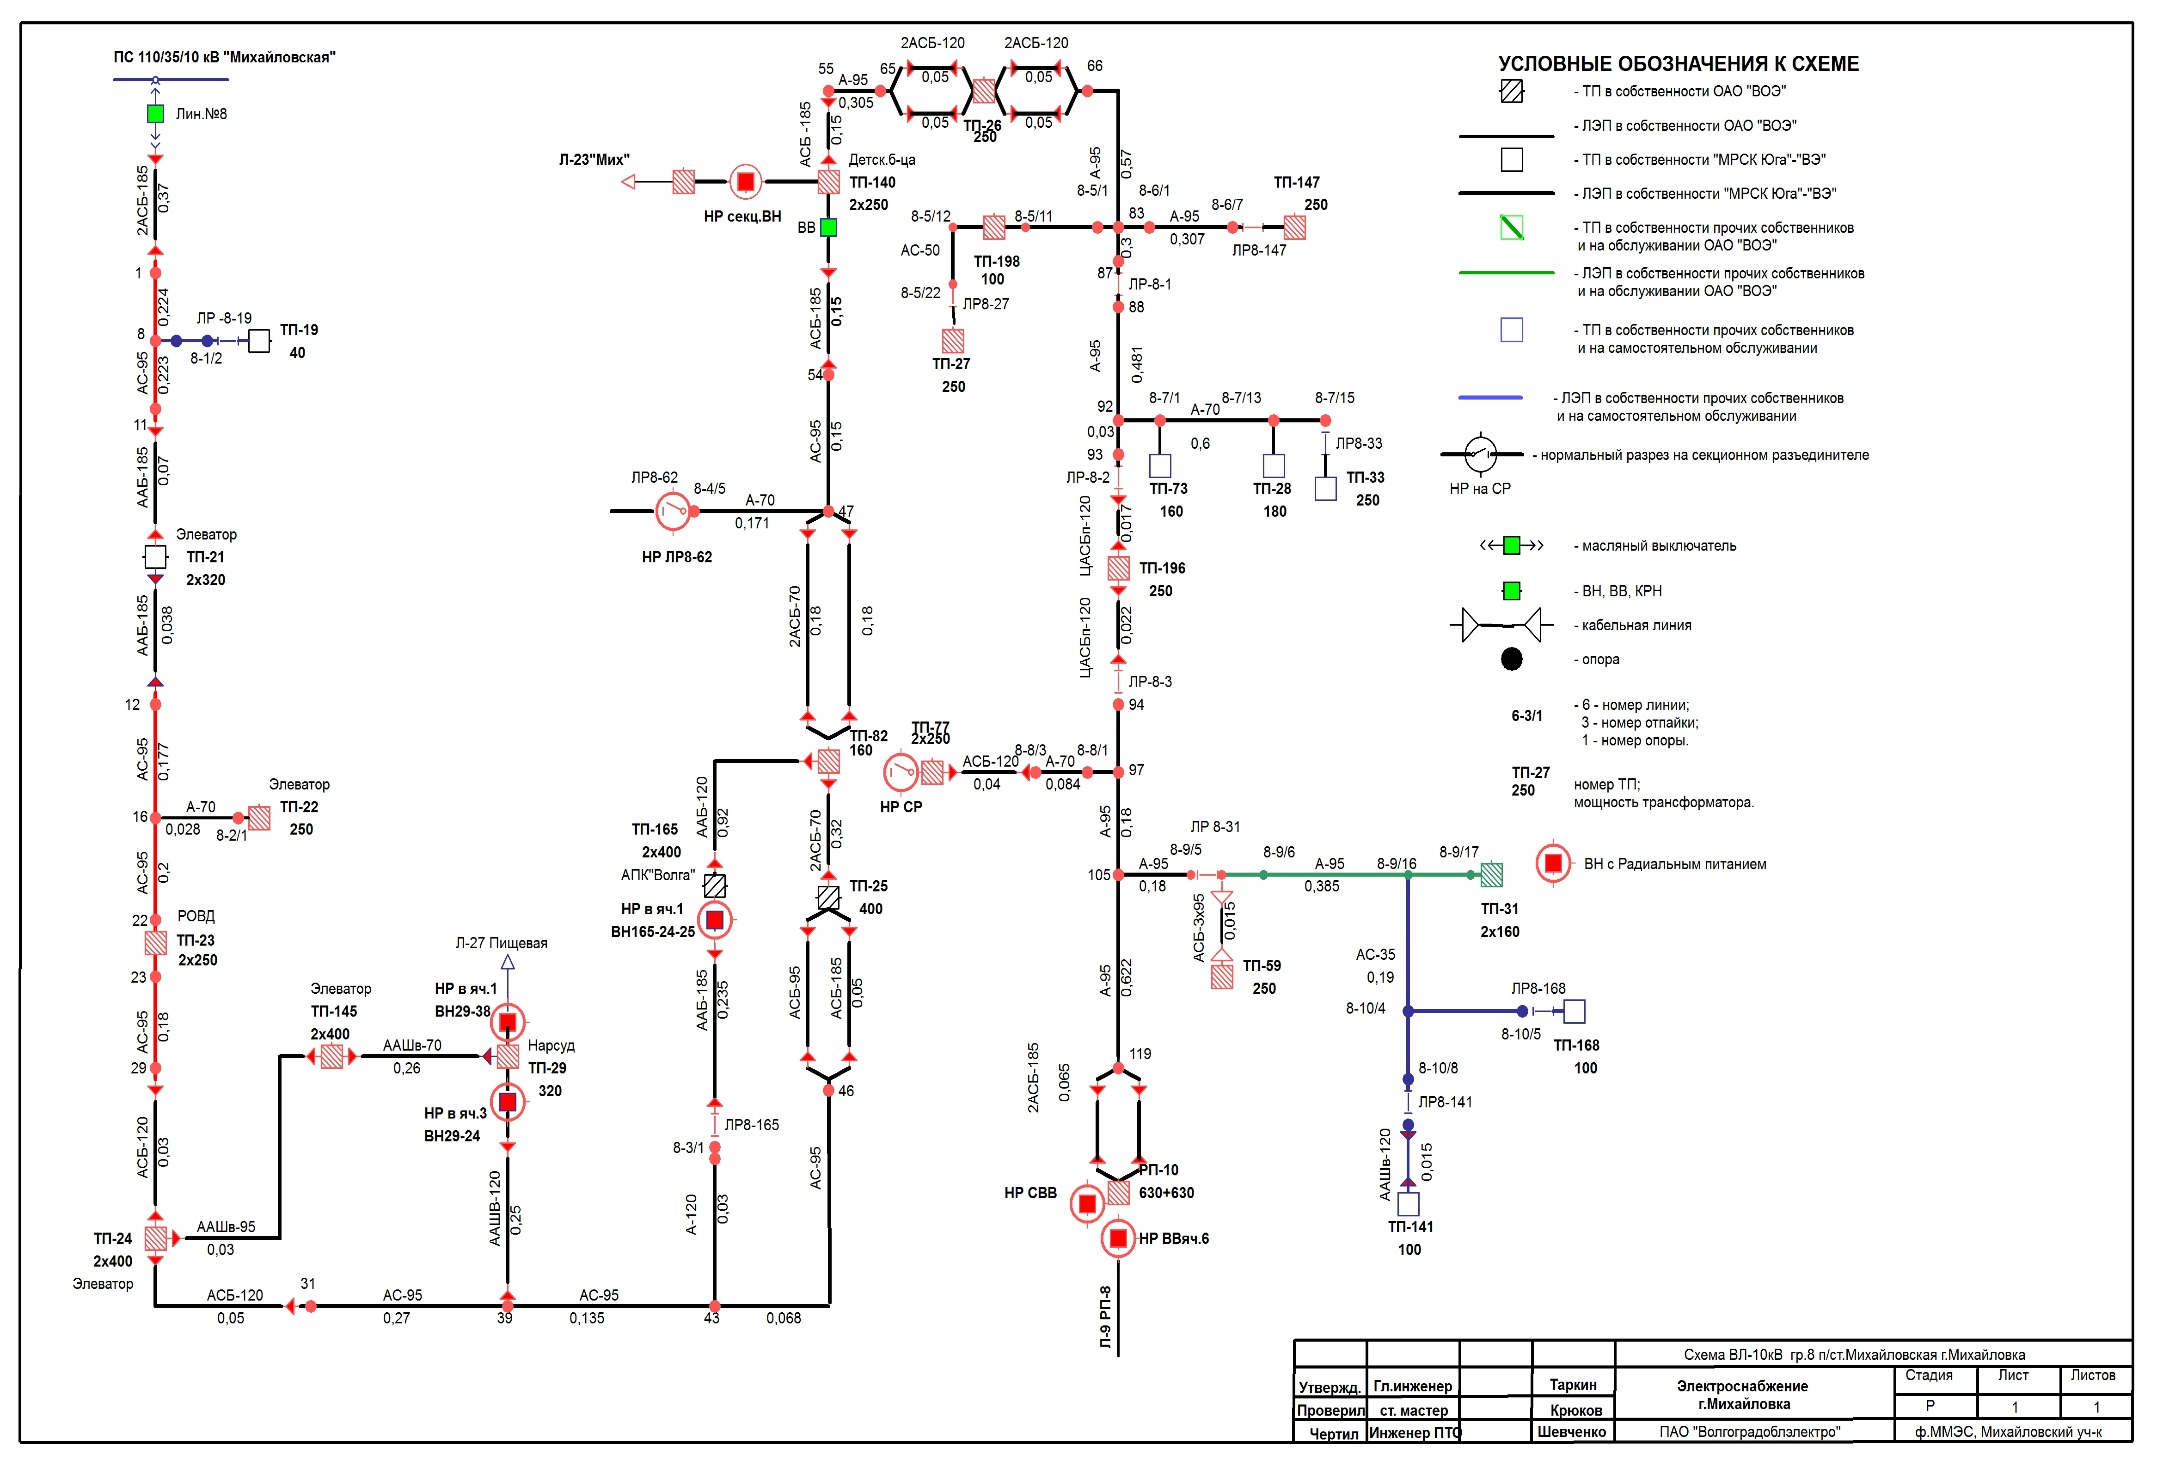 ПС 110/35/10 кВ "Михайловская"
Лин.№8
2АСБ-185
0,37
1
0,224
8
ЛР -8-19
8-1/2
ТП-19
40
АС-95
0,223
11
ААБ-185
0,07
Элеватор
ТП-21
2х320
ААБ-185
0,038
12
АС-95
0,177
16
А-70
0,028
8-2/1
Элеватор
ТП-22
250
АС-95
0,2
22
РОВД
ТП-23
2х250
23
АС-95
0,18
29
АСБ-120
0,03
ТП-24
2х400
Элеватор
ААШв-95
0,03
Элеватор
ТП-145
2х400
ААШв-70
0,26
Л-27 Пищевая
НР в яч.1
ВН29-38
Нарсуд
ТП-29
320
НР в яч.3
ВН29-24
ААШВ-120
0,25
АСБ-120
0,05
31
АС-95
0,27
39
АС-95
0,135
43
0,068
А-120
0,03
8-3/1
ЛР8-165
ААБ-185
0,235
НР в яч.1
ВН165-24-25
АПК"Волга"
ТП-165
2х400
ААБ-120
0,92
АС-95
46
АСБ-95
АСБ-185
0,05
ТП-25
400
2АСБ-70
0,32
ТП-82
160
2АСБ-70
0,18
0,18
47
ЛР8-62
8-4/5
А-70
0,171
НР ЛР8-62
АС-95
0,15
54
АСБ-185
0,15
ВВ
Детск.б-ца
ТП-140
2х250
Л-23"Мих"
НР секц.ВН
АСБ -185
0,15
55
А-95
0,305
65
2АСБ-120
0,05
0,05
ТП-26
250
2АСБ-120
0,05
0,05
66
А-95
0,57
8-5/1
8-6/1
83
А-95
0,307
8-6/7
ЛР8-147
ТП-147
250
8-5/12
8-5/11
АС-50
ТП-198
100
8-5/22
ЛР8-27
ТП-27
250
0,3
87
ЛР-8-1
88
А-95
0,481
92
8-7/1
А-70
8-7/13
8-7/15
0,03
0,6
ЛР8-33
93
ЛР-8-2
ТП-73
160
ТП-28
180
ТП-33
250
ЦАСБп-120
0,017
ТП-196
250
ЦАСБп-120
0,022
ЛР-8-3
94
ТП-77
2х250
НР СР
АСБ-120
0,04
8-8/3
А-70
0,084
8-8/1
97
А-95
0,18
105
А-95
0,18
8-9/5
ЛР 8-31
8-9/6
А-95
0,385
8-9/16
8-9/17
ТП-31
2х160
АСБ-3х95
0,015
ТП-59
250
АС-35
0,19
8-10/4
ЛР8-168
8-10/5
ТП-168
100
8-10/8
ЛР8-141
ААШв-120
0,015
ТП-141
100
А-95
0,622
119
2АСБ-185
0,065
РП-10
630+630
НР СВВ
НР ВВяч.6
Л-9 РП-8
УСЛОВНЫЕ ОБОЗНАЧЕНИЯ К СХЕМЕ
- ТП в собственности ОАО "ВОЭ"
- ЛЭП в собственности ОАО "ВОЭ"
- ТП в собственности "МРСК Юга"-"ВЭ"
- ЛЭП в собственности "МРСК Юга"-"ВЭ"
- ТП в собственности прочих собственников
и на обслуживании ОАО "ВОЭ"
- ЛЭП в собственности прочих собственников
и на обслуживании ОАО "ВОЭ"
- ТП в собственности прочих собственников
и на самостоятельном обслуживании
- ЛЭП в собственности прочих собственников
и на самостоятельном обслуживании
- нормальный разрез на секционном разъединителе
НР на СР
- масляный выключатель
- ВН, ВВ, КРН
- кабельная линия
- опора
6-3/1
- 6 - номер линии;
3 - номер отпайки;
1 - номер опоры.
ТП-27
250
номер ТП;
мощность трансформатора.
ВН с Радиальным питанием
Схема ВЛ-10кВ гр.8 п/ст.Михайловская г.Михайловка
Утвержд. Гл.инженер Таркин
Проверил ст. мастер Крюков
Чертил Инженер ПТО Шевченко
Электроснабжение
г.Михайловка
Стадия Лист Листов
Р 1 1
ПАО "Волгоградоблэлектро"
ф.ММЭС, Михайловский уч-к